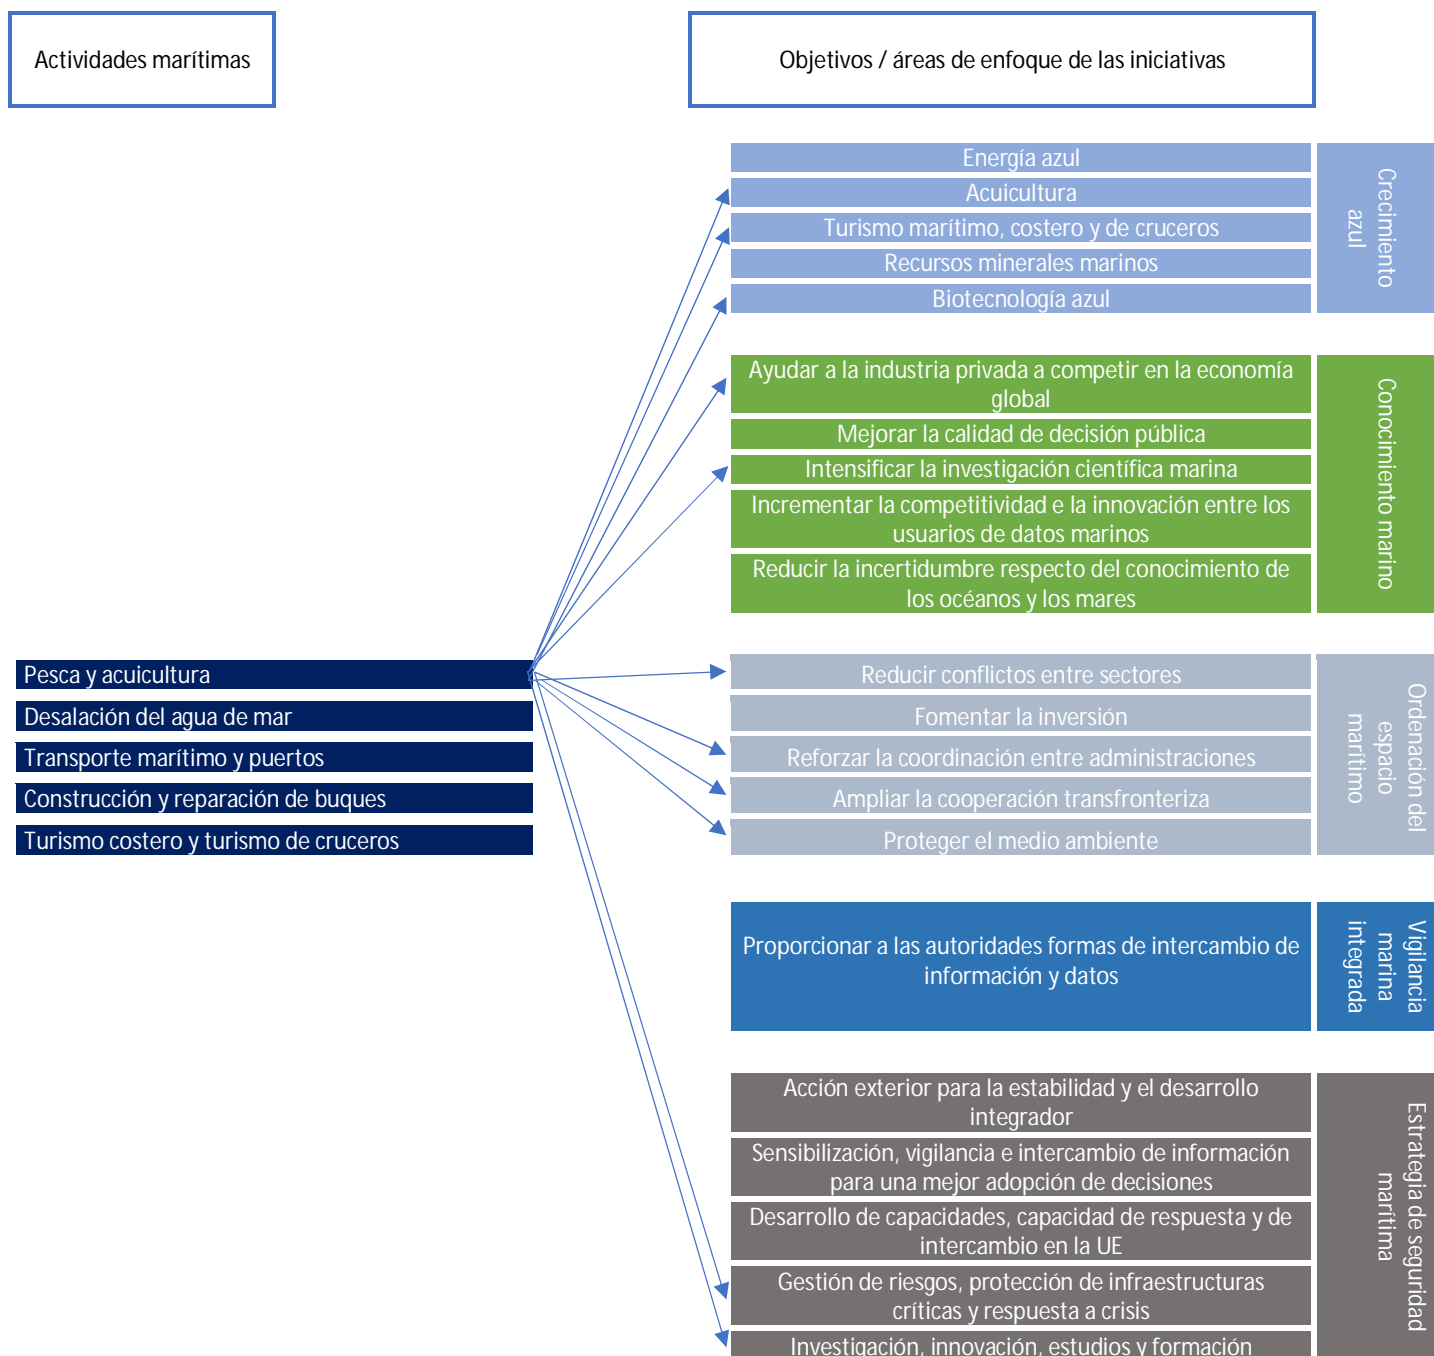 Actividades marítimas
Objetivos / áreas de enfoque de las iniciativas
Energía azul
Acuicultura
Turismo marítimo, costero y de cruceros
Recursos minerales marinos
Biotecnología azul
Crecimiento
azul
Ayudar a la industria privada a competir en la economía
global
Mejorar la calidad de decisión pública
Intensificar la investigación científica marina
Incrementar la competitividad e la innovación entre los
usuarios de datos marinos
Reducir la incertidumbre respecto del conocimiento de
los océanos y los mares
Conocimiento marino
Pesca y acuicultura
Desalación del agua de mar
Transporte marítimo y puertos
Construcción y reparación de buques
Turismo costero y turismo de cruceros
Reducir conflictos entre sectores
Fomentar la inversión
Reforzar la coordinación entre administraciones
Ampliar la cooperación transfronteriza
Proteger el medio ambiente
Ordenación del
espacio
marítimo
Proporcionar a las autoridades formas de intercambio de
información y datos
Vigilancia
marina
integrada
Acción exterior para la estabilidad y el desarrollo
integrador
Sensibilización, vigilancia e intercambio de información
para una mejor adopción de decisiones
Desarrollo de capacidades, capacidad de respuesta y de
intercambio en la UE
Gestión de riesgos, protección de infraestructuras
críticas y respuesta a crisis
Investigación, innovación, estudios y formación
Estrategia de seguridad
marítima